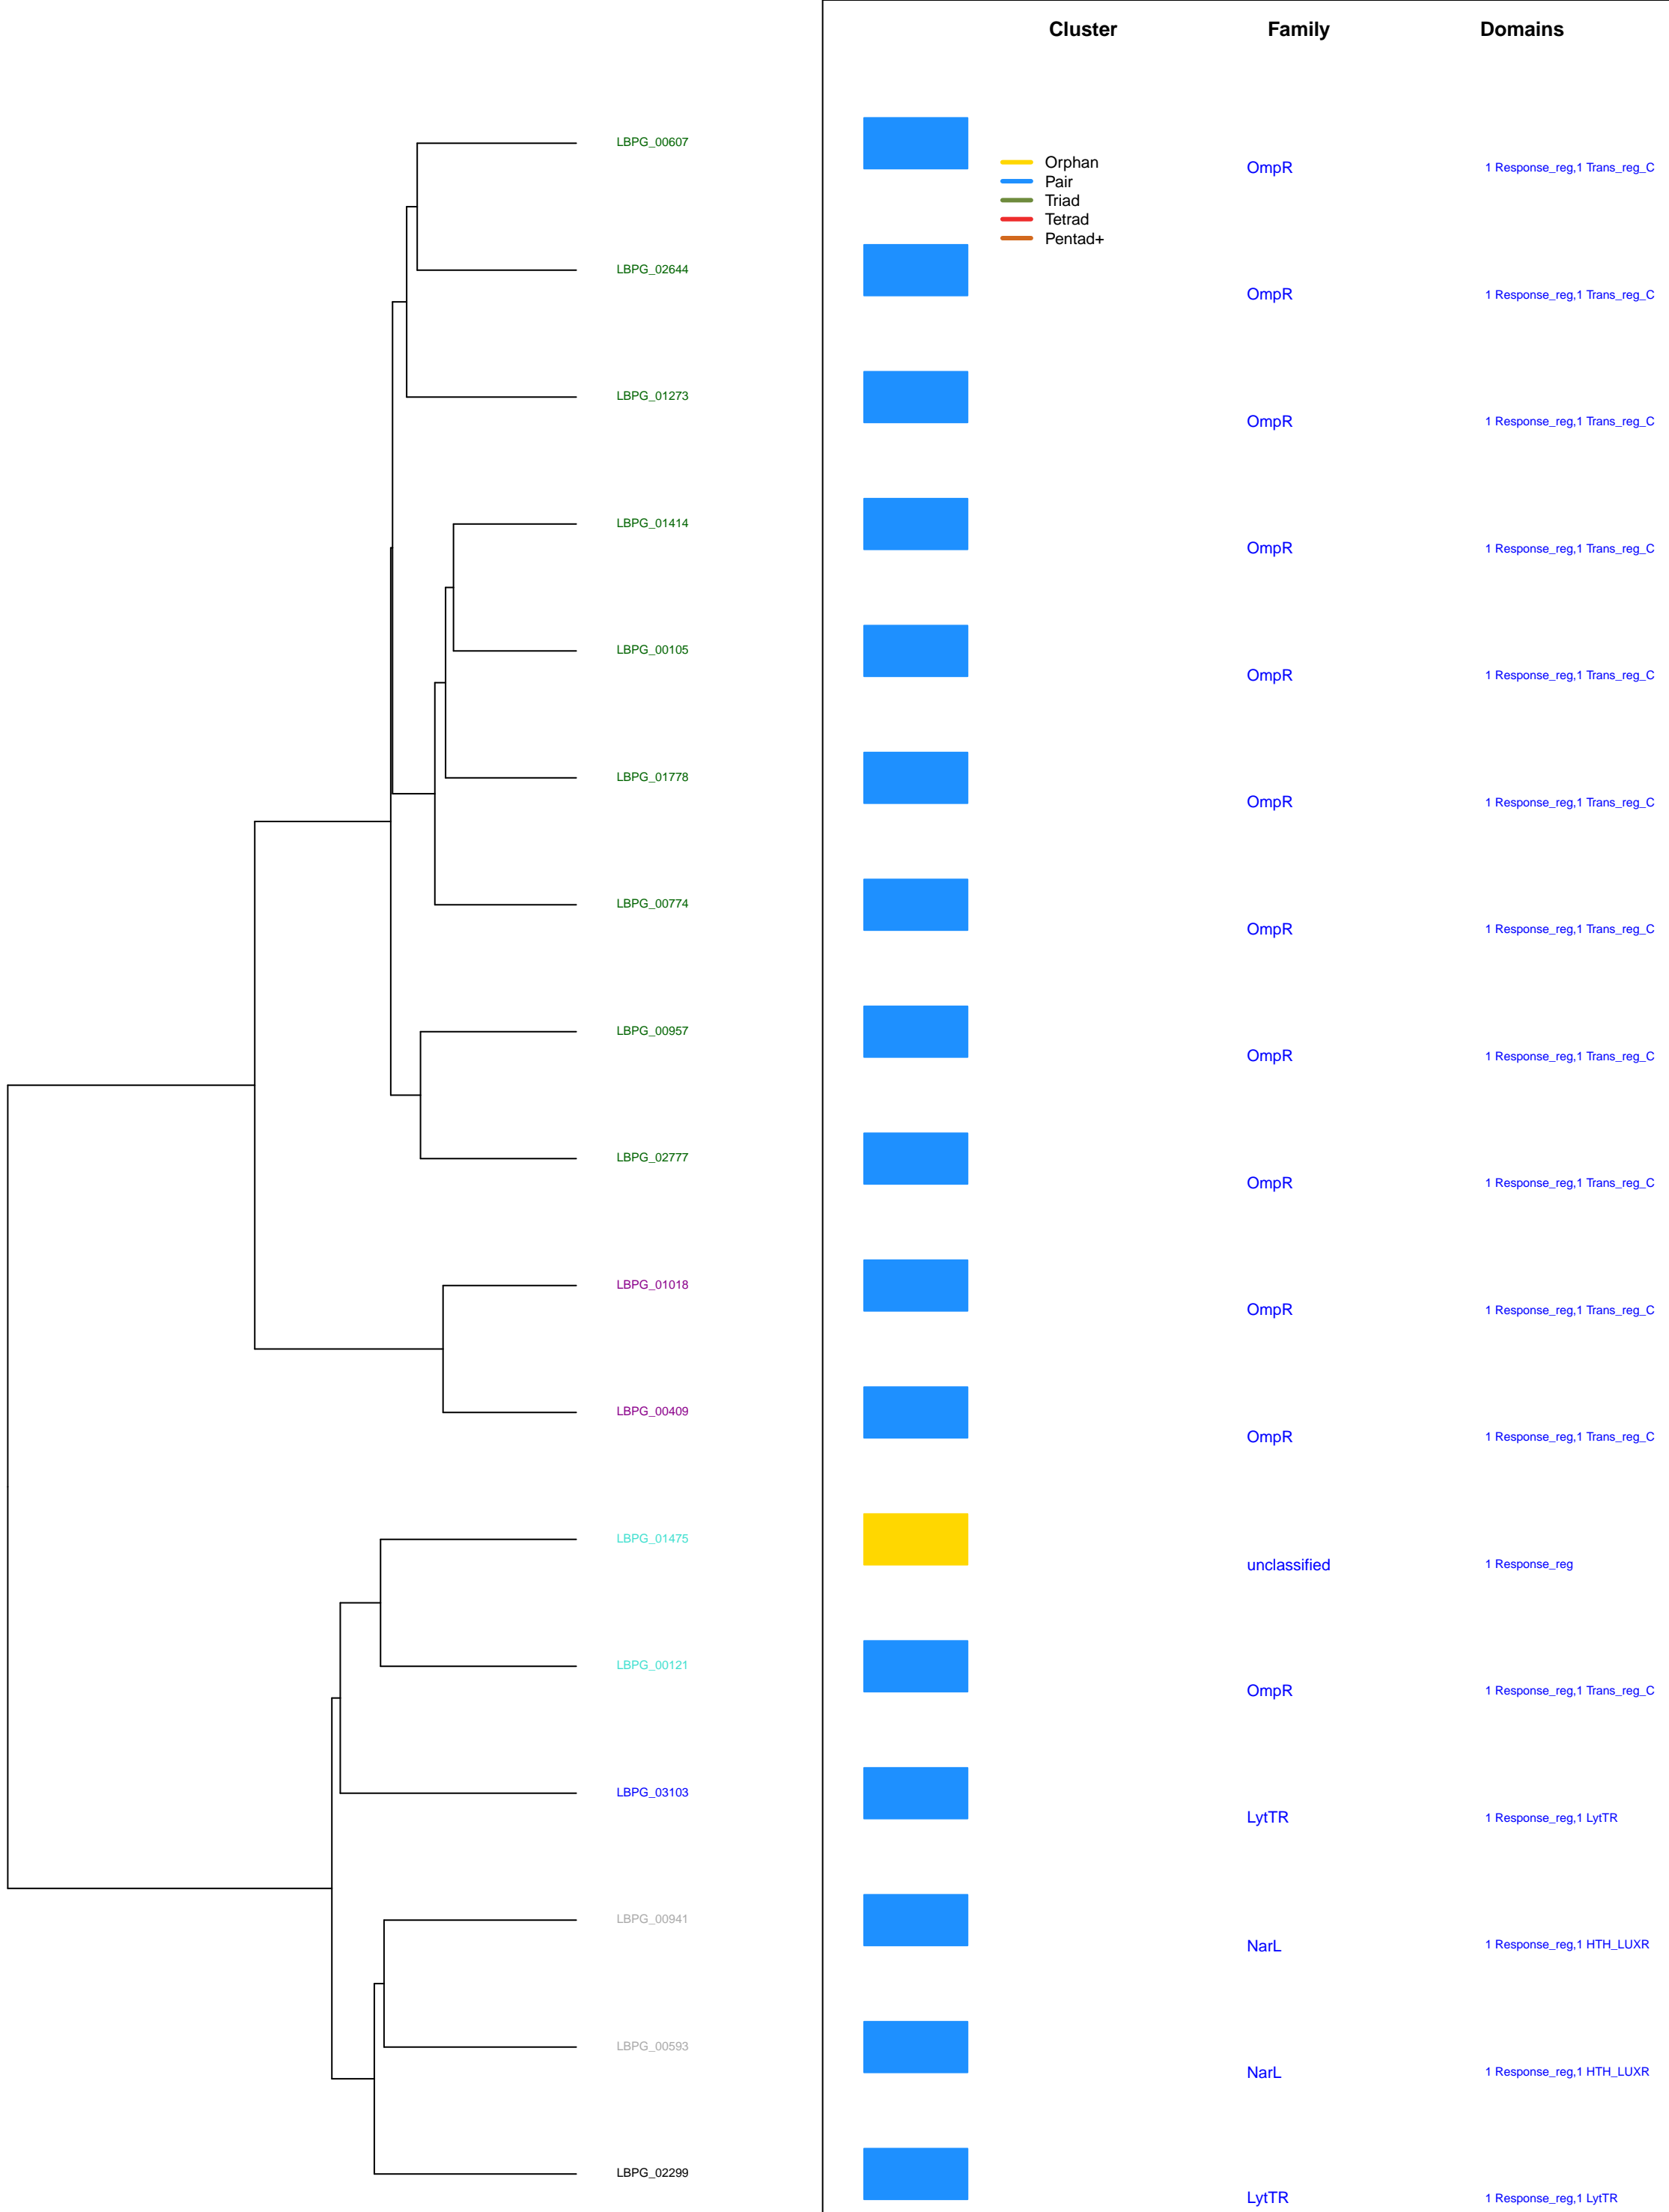 Cluster Family Domains
LBPG_00607
Orphan
OmpR 1 Response_reg,1 Trans_reg_C
Pair
Triad
Tetrad
Pentad+
LBPG_02644
OmpR 1 Response_reg,1 Trans_reg_C
LBPG_01273
OmpR 1 Response_reg,1 Trans_reg_C
LBPG_01414
OmpR 1 Response_reg,1 Trans_reg_C
LBPG_00105
OmpR 1 Response_reg,1 Trans_reg_C
LBPG_01778
OmpR 1 Response_reg,1 Trans_reg_C
LBPG_00774
OmpR 1 Response_reg,1 Trans_reg_C
LBPG_00957
OmpR 1 Response_reg,1 Trans_reg_C
LBPG_02777
OmpR 1 Response_reg,1 Trans_reg_C
LBPG_01018
OmpR 1 Response_reg,1 Trans_reg_C
LBPG_00409
OmpR 1 Response_reg,1 Trans_reg_C
LBPG_01475
unclassified 1 Response_reg
LBPG_00121
OmpR 1 Response_reg,1 Trans_reg_C
LBPG_03103
LytTR 1 Response_reg,1 LytTR
LBPG_00941
NarL 1 Response_reg,1 HTH_LUXR
LBPG_00593
NarL 1 Response_reg,1 HTH_LUXR
LBPG_02299
LytTR 1 Response_reg,1 LytTR